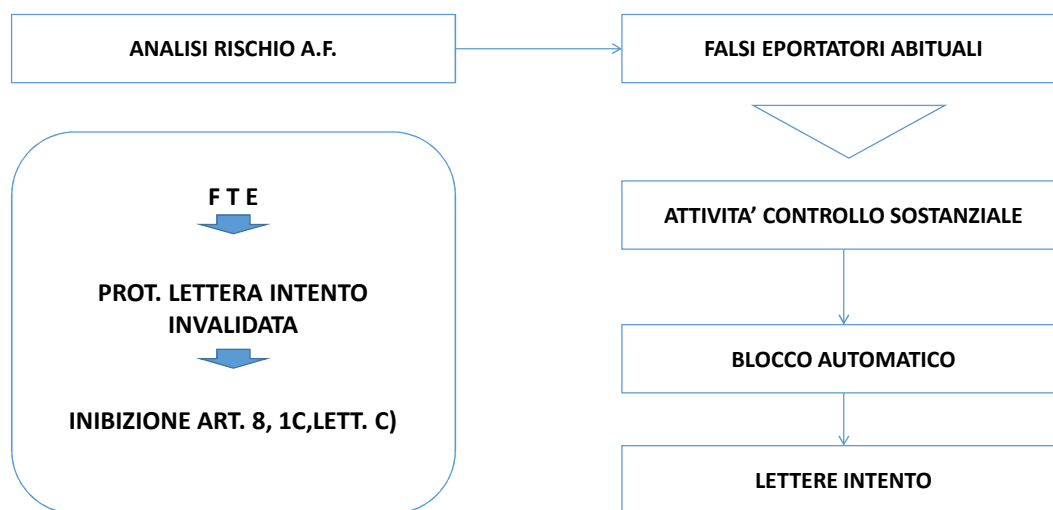 ANALISI RISCHIO A.F.
FALSI EPORTATORI ABITUALI
F T E
PROT. LETTERA INTENTO
INVALIDATA
INIBIZIONE ART. 8, 1C,LETT. C)
ATTIVITA’ CONTROLLO SOSTANZIALE
BLOCCO AUTOMATICO
LETTERE INTENTO